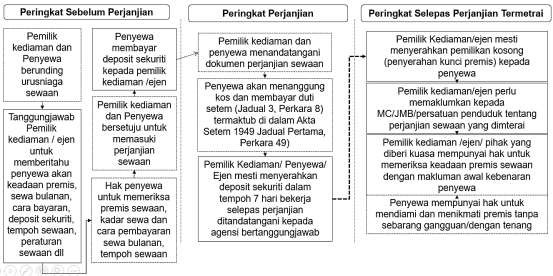 Peringkat Sebelum Perjanjian
Pemilik
kediaman dan
Penyewa
berunding
urusniaga
sewaan
Tanggungjawab
Pemilik
kediaman / ejen
untuk
memberitahu
penyewa akan
keadaan premis,
sewa bulanan,
cara bayaran,
deposit sekuriti,
tempoh sewaan,
peraturan
sewaan dll
Penyewa
membayar
deposit sekuriti
kepada pemilik
kediaman /ejen
Pemilik kediaman
dan Penyewa
bersetuju untuk
memasuki
perjanjian
sewaan
Hak penyewa
untuk memeriksa
premis sewaan,
kadar sewa dan
cara pembayaran
sewa bulanan,
tempoh sewaan
Peringkat Perjanjian
Pemilik kediaman dan
penyewa menandatangani
dokumen perjanjian sewaan
Penyewa akan menanggung
kos dan membayar duti
setem (Jadual 3, Perkara 8)
termaktub di dalam Akta
Setem 1949 Jadual Pertama,
Perkara 49)
Pemilik Kediaman/ Penyewa/
Ejen mesti menyerahkan
deposit sekuriti dalam
tempoh 7 hari bekerja
selepas perjanjian
ditandatangani kepada
agensi bertanggungjawab
Peringkat Selepas Perjanjian Termetrai
Pemilik Kediaman/ejen mesti
menyerahkan pemilikan kosong
(penyerahan kunci premis) kepada
penyewa
Pemilik kediaman/ejen perlu
memaklumkan kepada
MC/JMB/persatuan penduduk tentang
perjanjian sewaan yang dimterai
Pemilik kediaman /ejen/ pihak yang
diberi kuasa mempunyai hak untuk
memeriksa keadaan premis sewaan
dengan makluman awal kebenaran
penyewa
Penyewa mempunyai hak untuk
mendiami dan menikmati premis tanpa
sebarang gangguan/dengan tenang